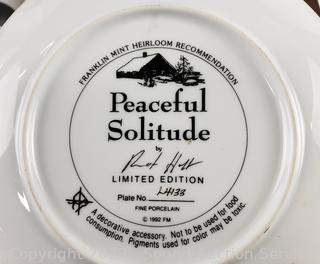 FRANKLIN MINT HEIRLOOM RECOMMENDATION
Peaceful
Solitude
by
LIMITED EDITION
Plate No. L4133
FINE PORCELAIN
© 1992 FM
A decorative accessory. Not to be used for food
consumption. Pigments used for color may be toxic.